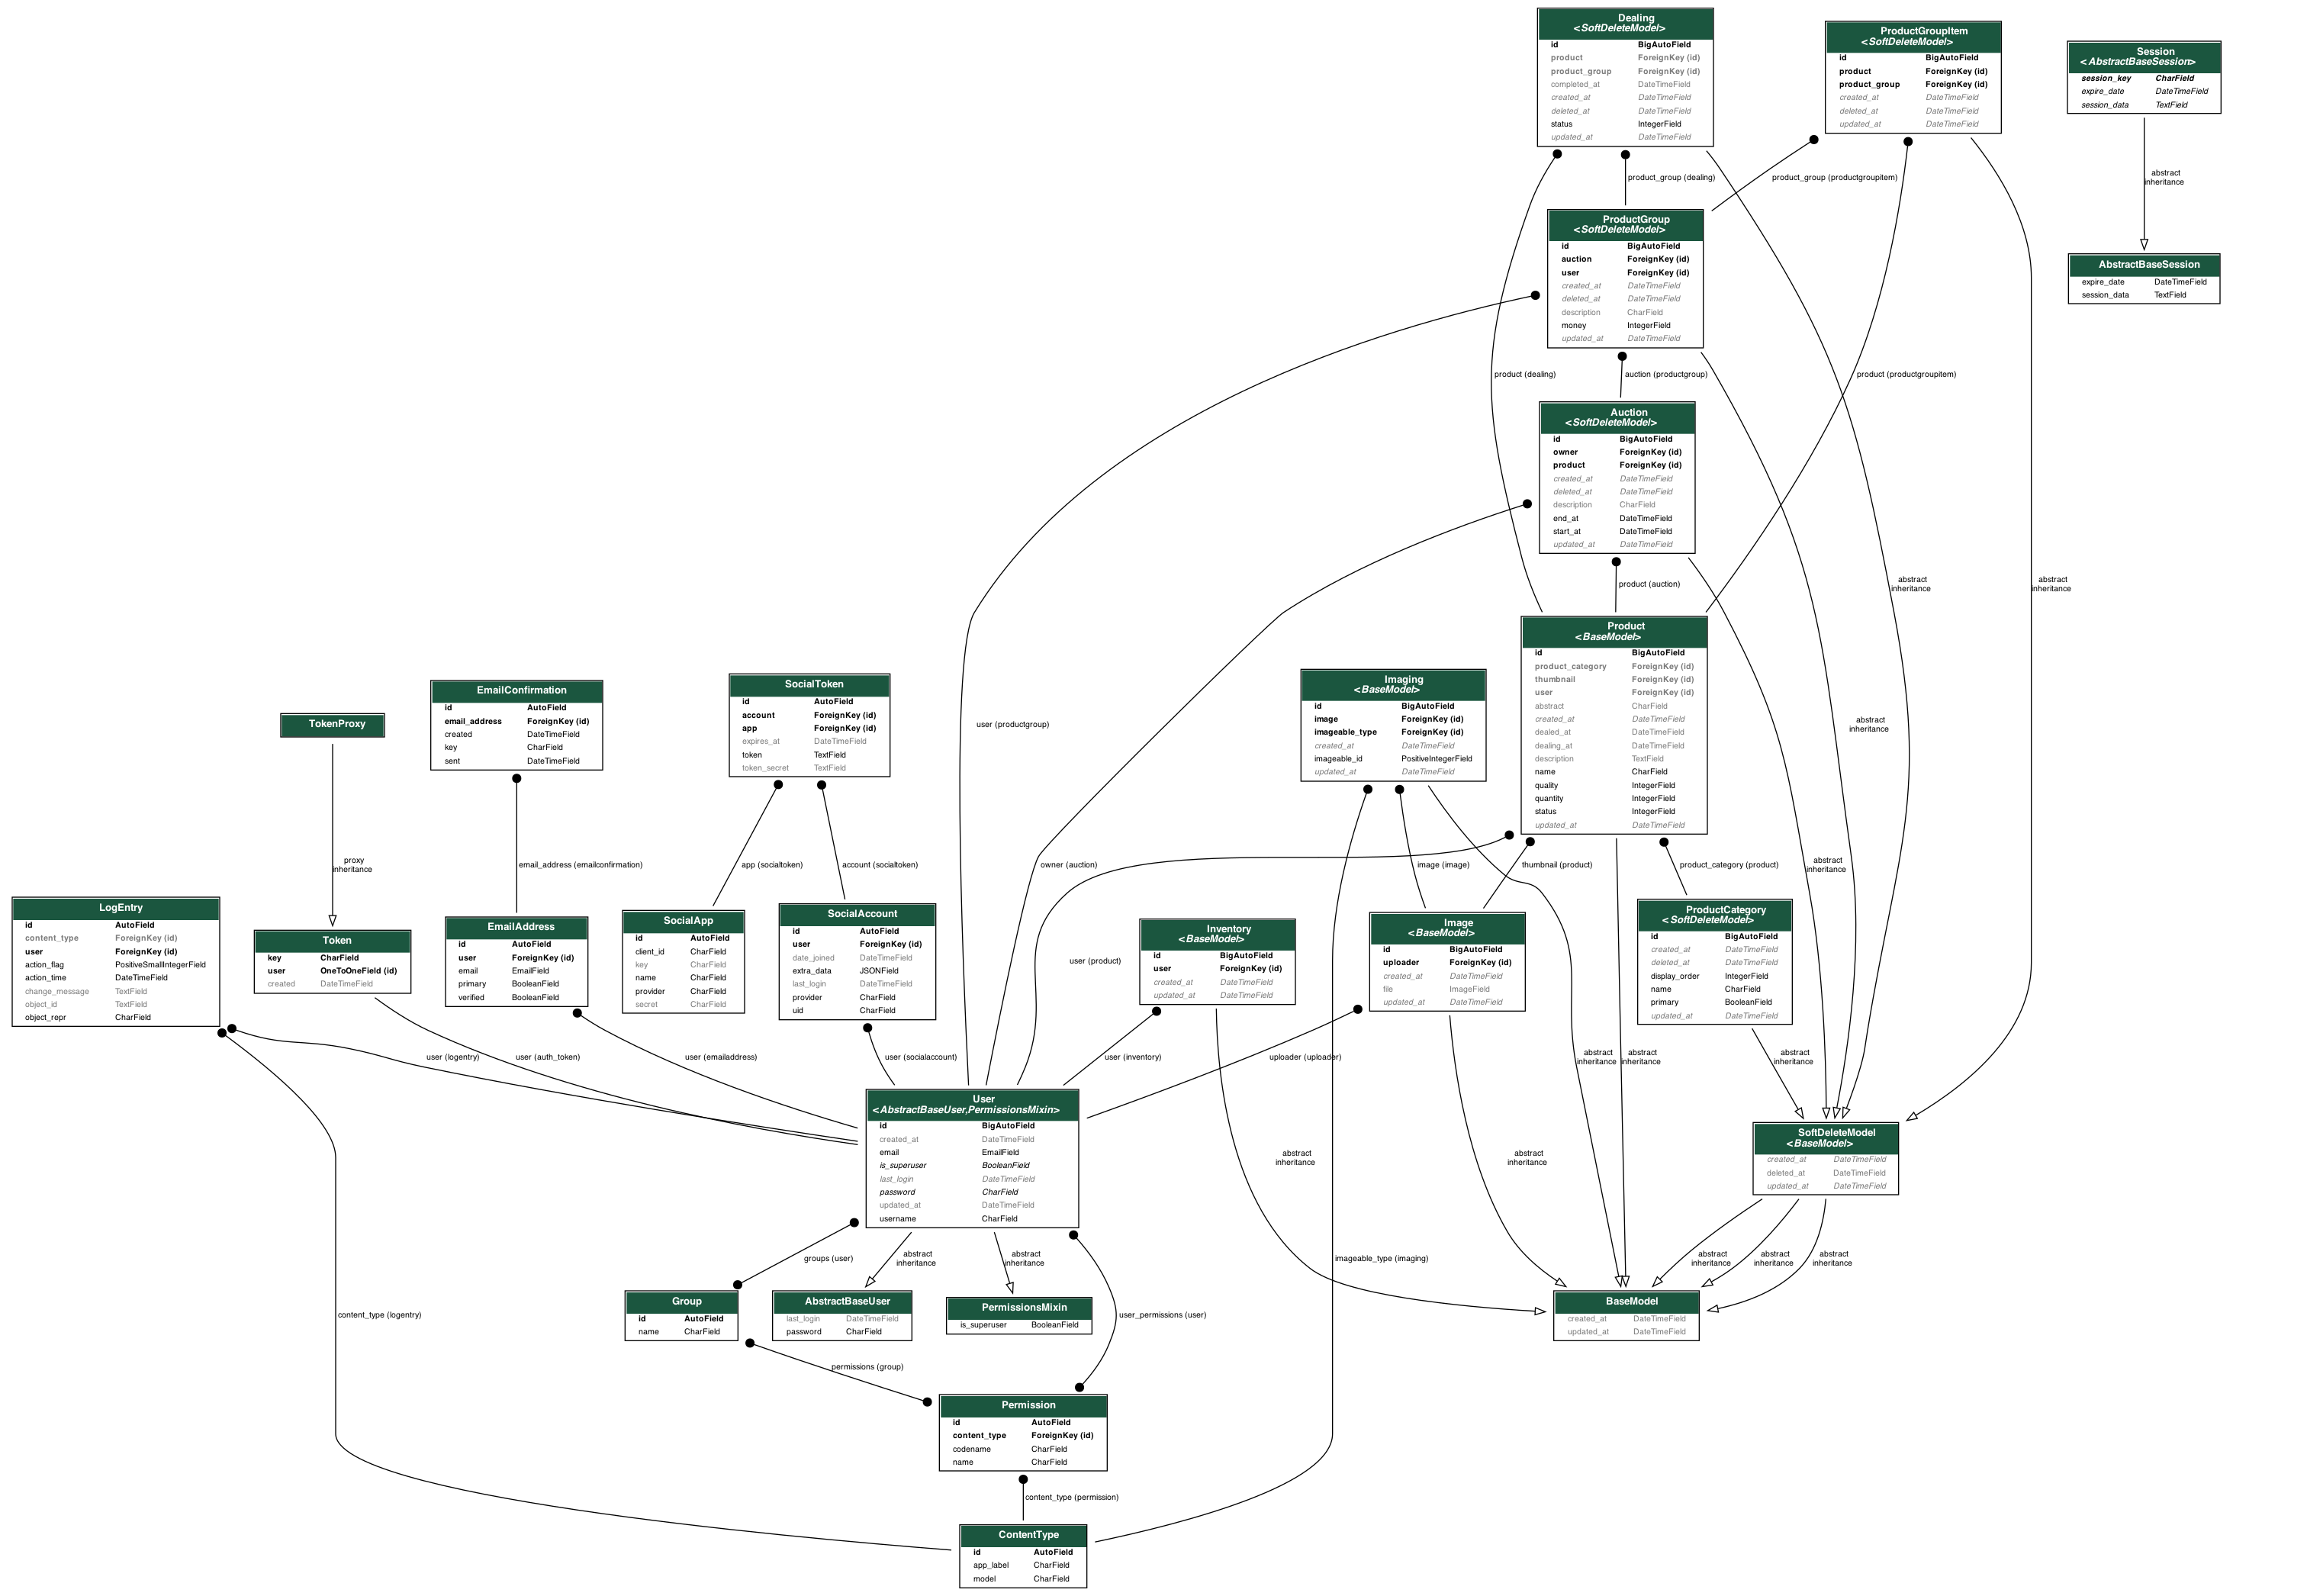 Dealing
<SoftDeleteModel>
id BigAutoField
product ForeignKey (id)
product_group ForeignKey (id)
completed_at DateTimeField
created_at DateTimeField
deleted_at DateTimeField
status IntegerField
updated_at DateTimeField
ProductGroupItem
<SoftDeleteModel>
id BigAutoField
product ForeignKey (id)
product_group ForeignKey (id)
created_at DateTimeField
deleted_at DateTimeField
updated_at DateTimeField
Session
<AbstractBaseSession>
session_key CharField
expire_date DateTimeField
session_data TextField
product_group (dealing)
product_group (productgroupitem)
abstract
inheritance
ProductGroup
<SoftDeleteModel>
id BigAutoField
auction ForeignKey (id)
user ForeignKey (id)
created_at DateTimeField
deleted_at DateTimeField
description CharField
money IntegerField
updated_at DateTimeField
AbstractBaseSession
expire_date DateTimeField
session_data TextField
product (dealing)
auction (productgroup)
product (productgroupitem)
Auction
<SoftDeleteModel>
id BigAutoField
owner ForeignKey (id)
product ForeignKey (id)
created_at DateTimeField
deleted_at DateTimeField
description CharField
end_at DateTimeField
start_at DateTimeField
updated_at DateTimeField
product (auction)
abstract
inheritance
abstract
inheritance
Product
<BaseModel>
id BigAutoField
product_category ForeignKey (id)
thumbnail ForeignKey (id)
user ForeignKey (id)
abstract CharField
created_at DateTimeField
dealed_at DateTimeField
dealing_at DateTimeField
description TextField
name CharField
quality IntegerField
quantity IntegerField
status IntegerField
updated_at DateTimeField
TokenProxy
EmailConfirmation
id AutoField
email_address ForeignKey (id)
created DateTimeField
key CharField
sent DateTimeField
SocialToken
id AutoField
account ForeignKey (id)
app ForeignKey (id)
expires_at DateTimeField
token TextField
token_secret TextField
user (productgroup)
Imaging
<BaseModel>
id BigAutoField
image ForeignKey (id)
imageable_type ForeignKey (id)
created_at DateTimeField
imageable_id PositiveIntegerField
updated_at DateTimeField
abstract
inheritance
proxy
inheritance
email_address (emailconfirmation)
app (socialtoken)
account (socialtoken)
owner (auction)
image (image)
thumbnail (product)
product_category (product)
abstract
inheritance
LogEntry
id AutoField
content_type ForeignKey (id)
user ForeignKey (id)
action_flag PositiveSmallIntegerField
action_time DateTimeField
change_message TextField
object_id TextField
object_repr CharField
Token
key CharField
user OneToOneField (id)
created DateTimeField
EmailAddress
id AutoField
user ForeignKey (id)
email EmailField
primary BooleanField
verified BooleanField
SocialApp
id AutoField
client_id CharField
key CharField
name CharField
provider CharField
secret CharField
SocialAccount
id AutoField
user ForeignKey (id)
date_joined DateTimeField
extra_data JSONField
last_login DateTimeField
provider CharField
uid CharField
user (product)
Inventory
<BaseModel>
id BigAutoField
user ForeignKey (id)
created_at DateTimeField
updated_at DateTimeField
Image
<BaseModel>
id BigAutoField
uploader ForeignKey (id)
created_at DateTimeField
file ImageField
updated_at DateTimeField
ProductCategory
<SoftDeleteModel>
id BigAutoField
created_at DateTimeField
deleted_at DateTimeField
display_order IntegerField
name CharField
primary BooleanField
updated_at DateTimeField
user (logentry)
user (auth_token)
user (emailaddress)
user (socialaccount)
user (inventory)
uploader (uploader)
abstract
inheritance
abstract
inheritance
abstract
inheritance
User
<AbstractBaseUser,PermissionsMixin>
id BigAutoField
created_at DateTimeField
email EmailField
is_superuser BooleanField
last_login DateTimeField
password CharField
updated_at DateTimeField
username CharField
abstract
inheritance
abstract
inheritance
SoftDeleteModel
<BaseModel>
created_at DateTimeField
deleted_at DateTimeField
updated_at DateTimeField
groups (user)
abstract
inheritance
abstract
inheritance
imageable_type (imaging)
abstract
inheritance
abstract
inheritance
abstract
inheritance
Group
id AutoField
name CharField
AbstractBaseUser
last_login DateTimeField
password CharField
PermissionsMixin
is_superuser BooleanField
BaseModel
created_at DateTimeField
updated_at DateTimeField
content_type (logentry)
user_permissions (user)
permissions (group)
Permission
id AutoField
content_type ForeignKey (id)
codename CharField
name CharField
content_type (permission)
ContentType
id AutoField
app_label CharField
model CharField